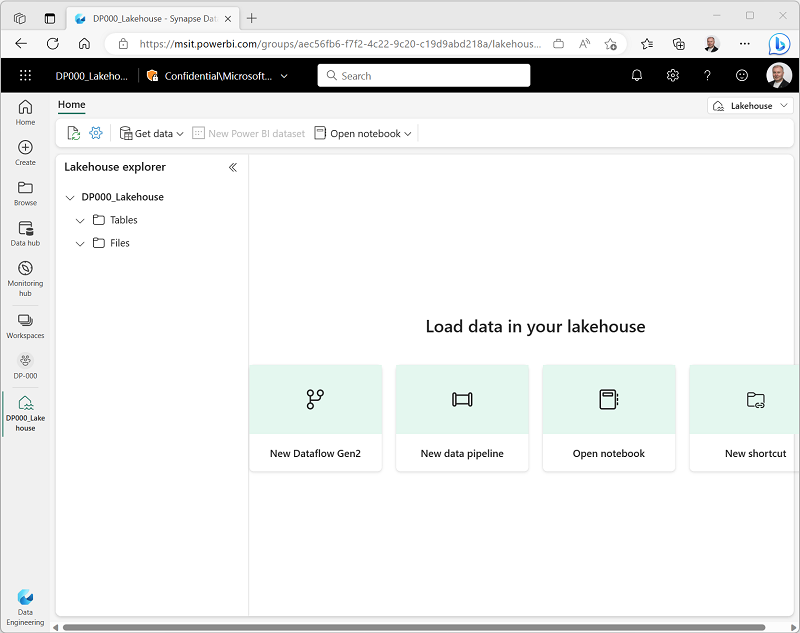 DP000_Lakehouse - Synapse Dat
https://msit.powerbi.com/groups/aec56fb6-f7f2-4c22-9c20-c19d9abd218a/lakehous...
DP000_Lakeho...
Confidential\Microsoft...
Search
Home
Lakehouse
Get data
New Power BI dataset
Open notebook
Home
Create
Browse
Data hub
Monitoring
hub
Workspaces
DP-000
DP000_Lake
house
Data
Engineering
Lakehouse explorer
DP000_Lakehouse
Tables
Files
Load data in your lakehouse
New Dataflow Gen2
New data pipeline
Open notebook
New shortcut